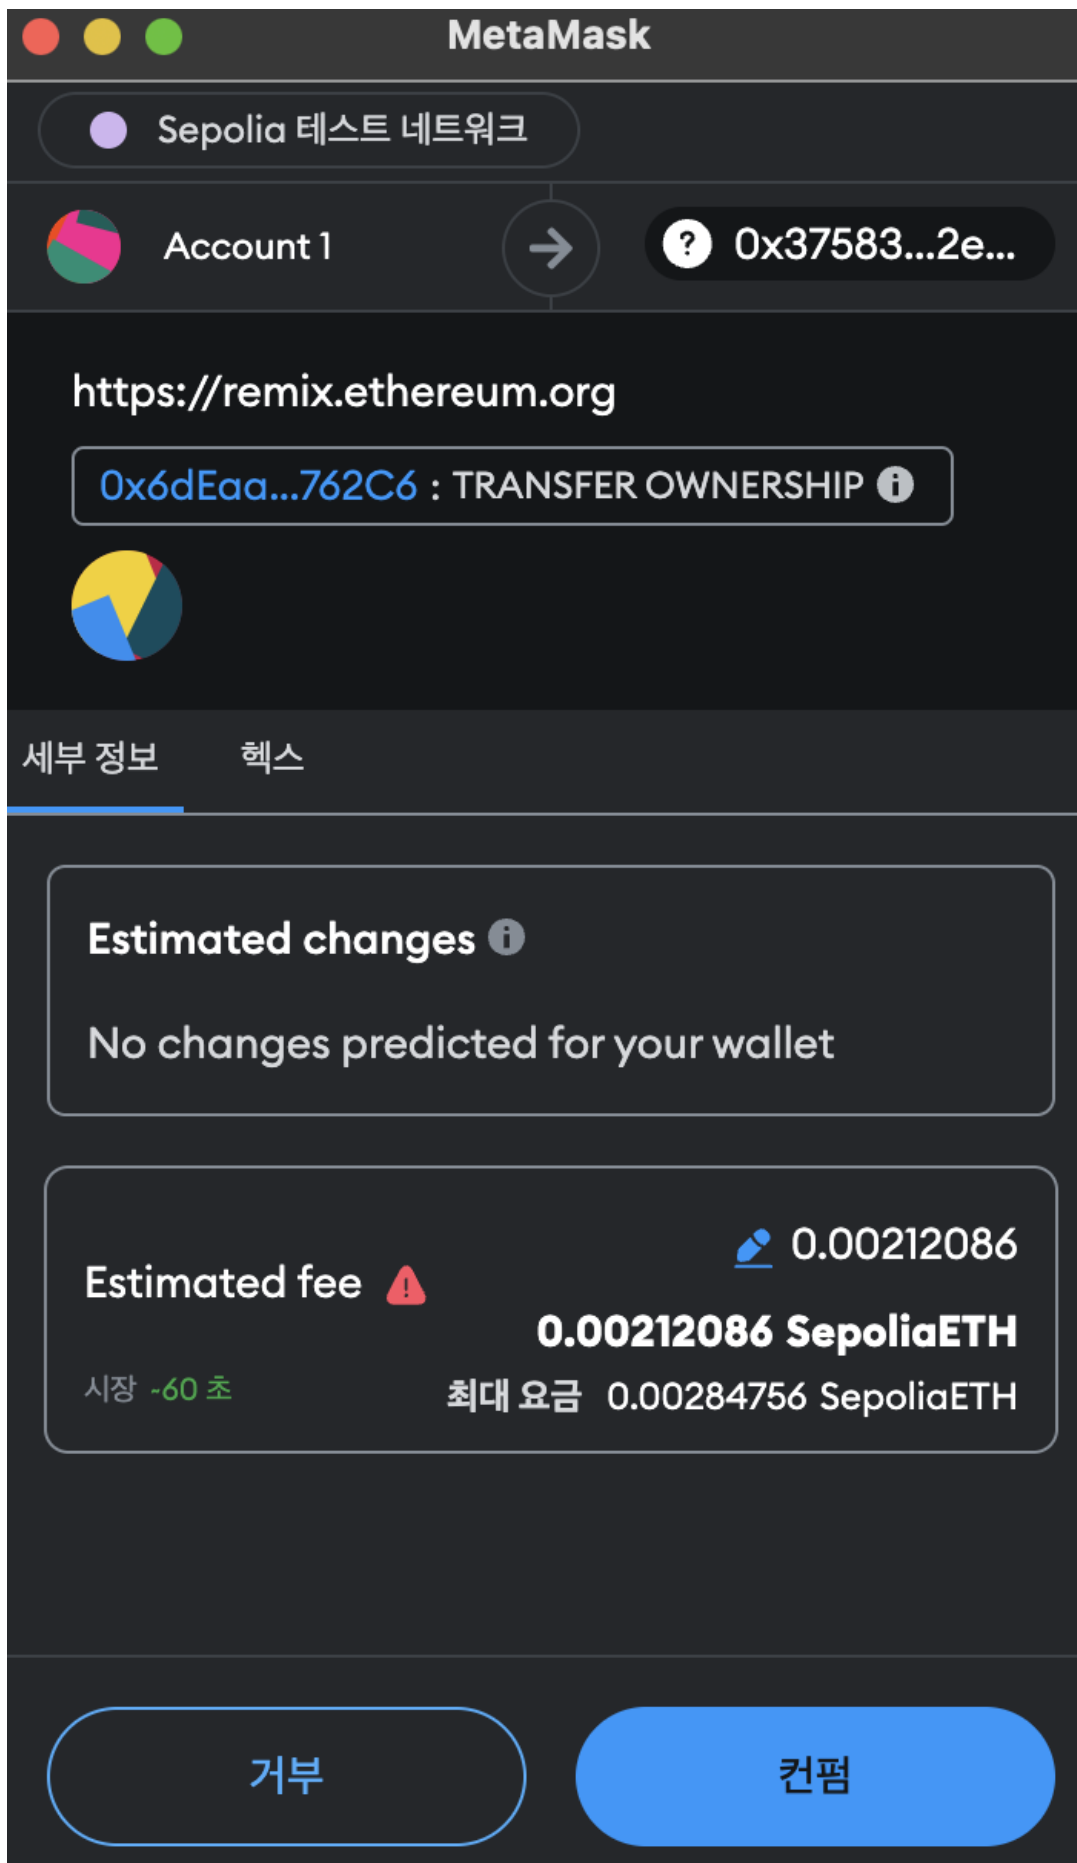 MetaMask
Sepolia 테스트 네트워크
Account 1
0x37583...2e...
https://remix.ethereum.org
0x6dEaa...762C6 : TRANSFER OWNERSHIP
세부 정보 헥스
Estimated changes
No changes predicted for your wallet
0.00212086
Estimated fee
0.00212086 SepoliaETH
시장 ~60 초
최대 요금 0.00284756 SepoliaETH
거부
컨펌